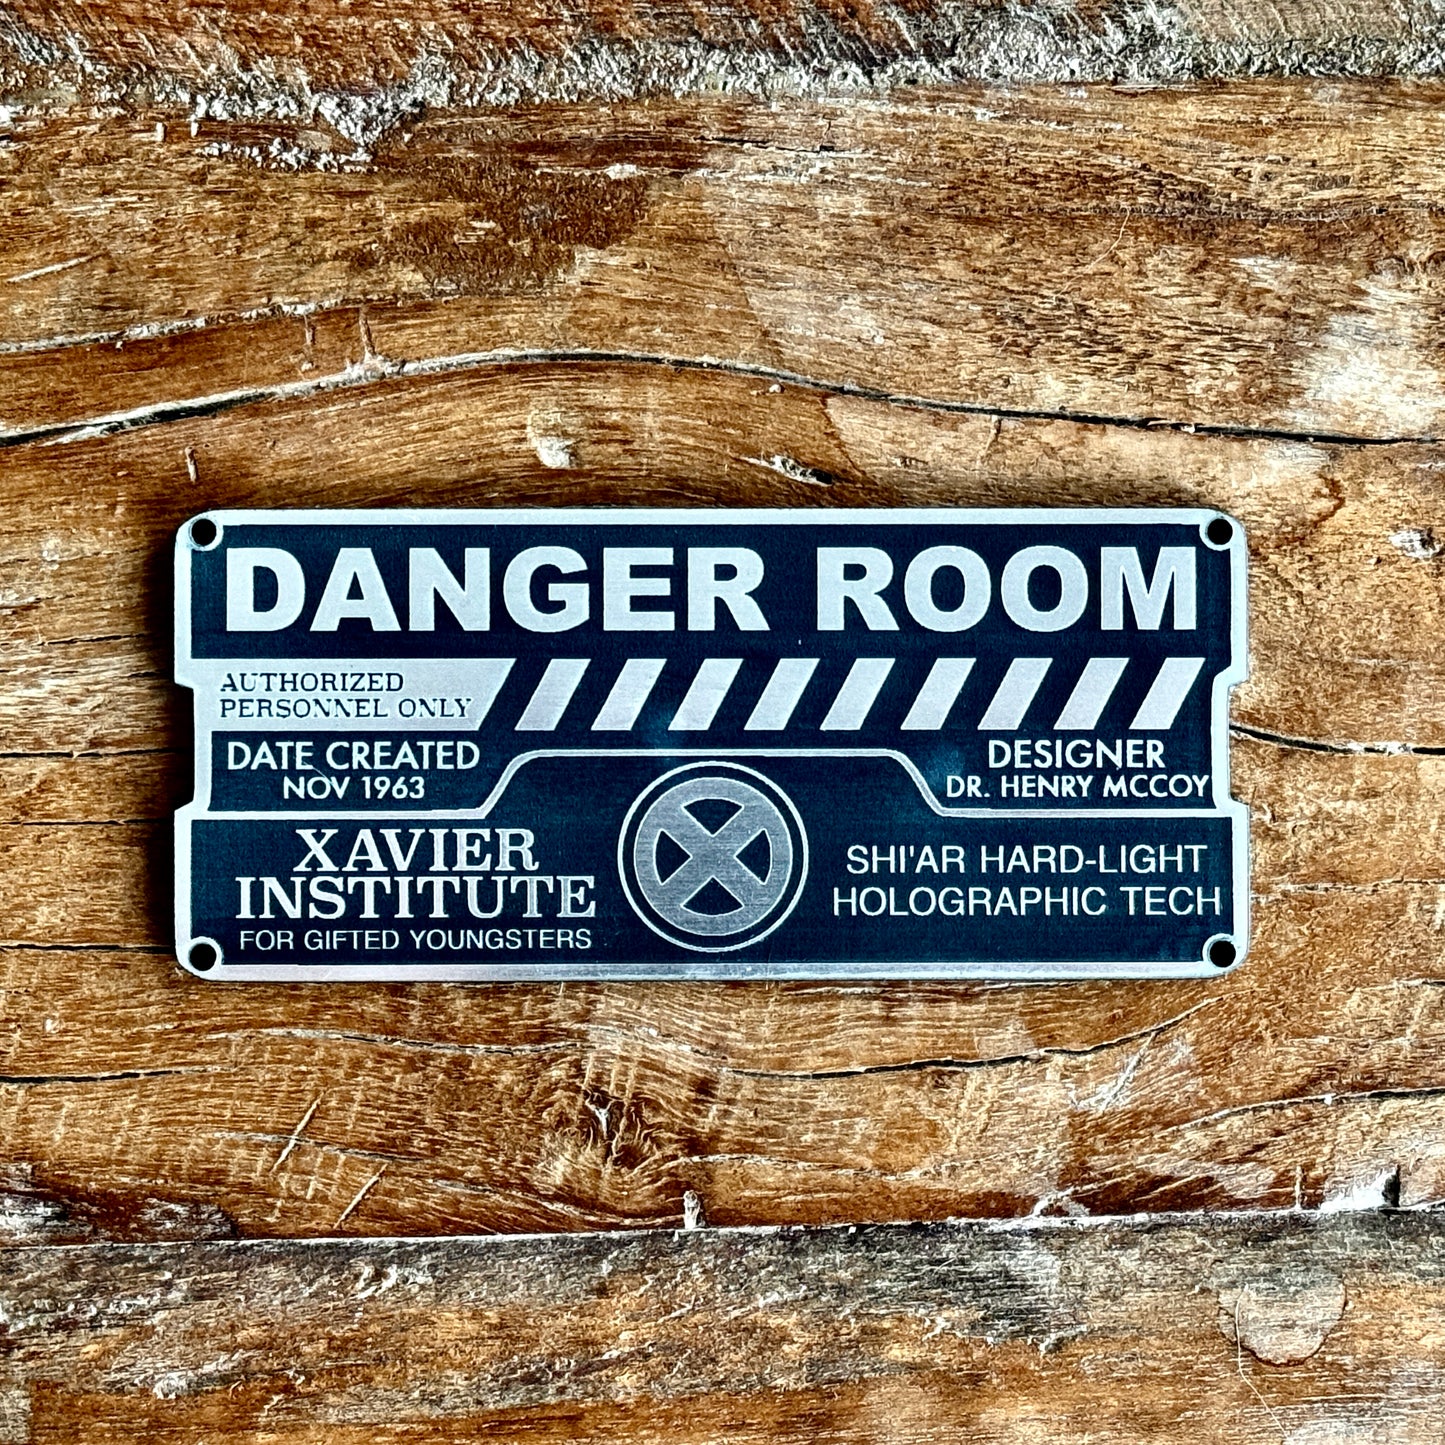 DANGER ROOM
AUTHORIZED
PERSONNEL ONLY
DATE CREATED
NOV 1963
DESIGNER
DR. HENRY MCCOY
XAVIER
INSTITUTE
FOR GIFTED YOUNGSTERS
SHI'AR HARD-LIGHT
HOLOGRAPHIC TECH